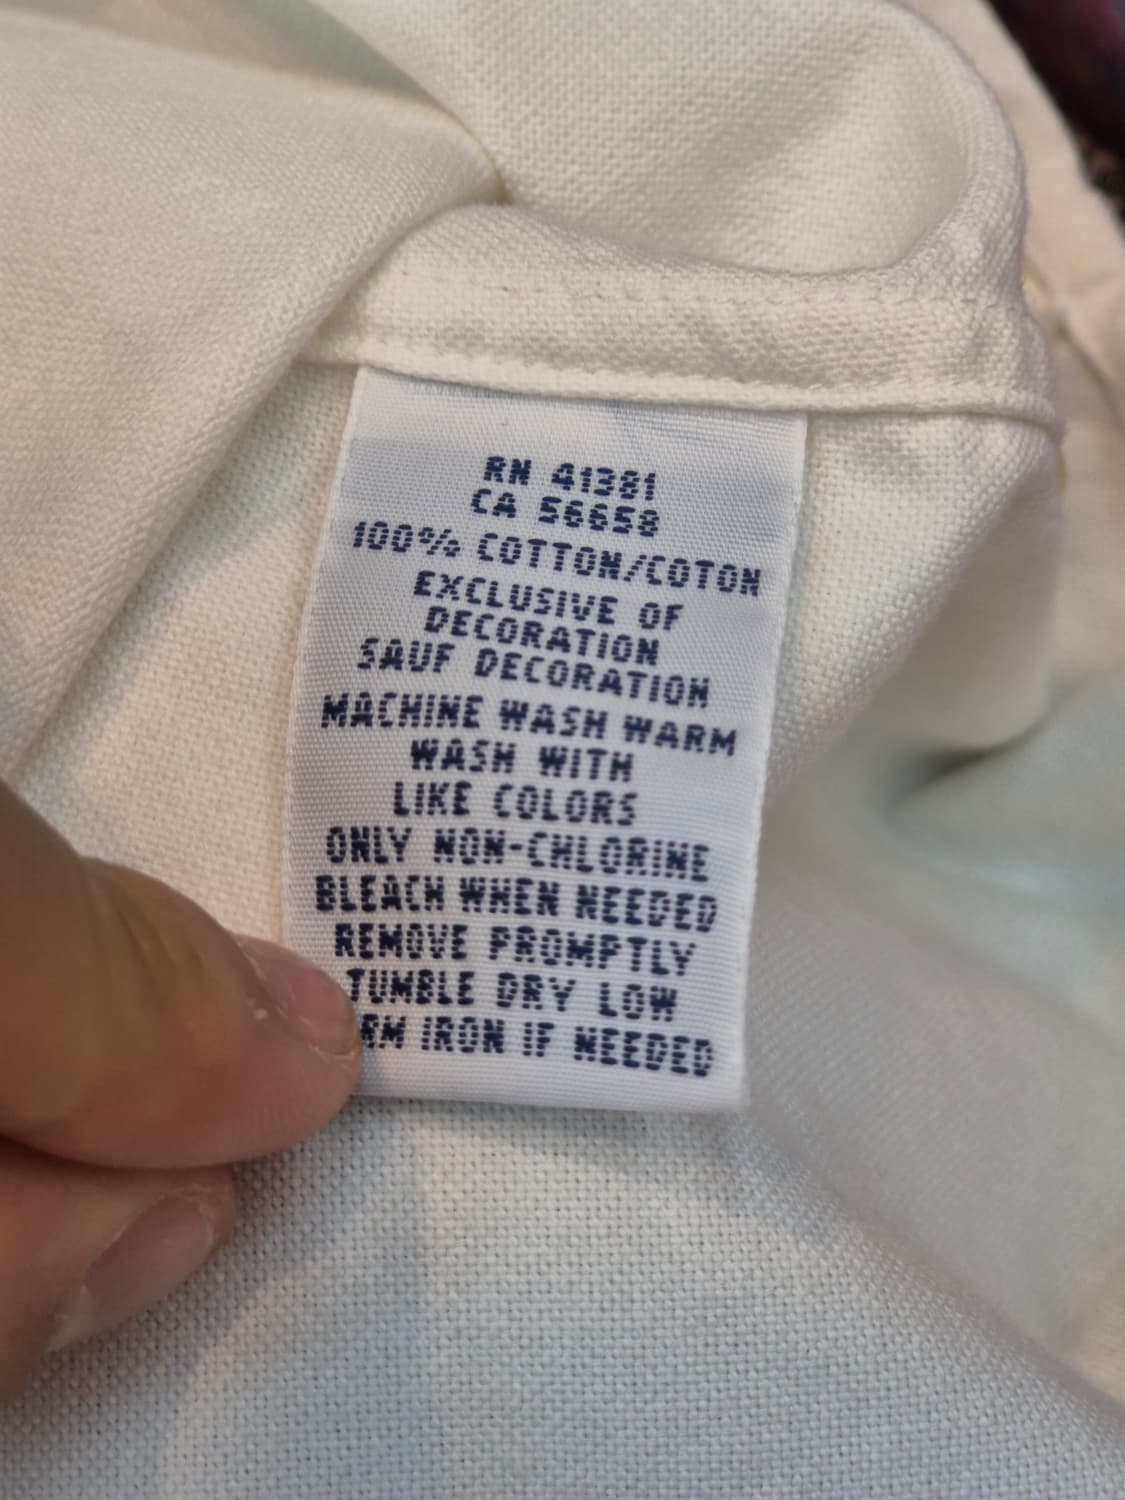 RN 41381
CA 56658
100% COTTON/COTON
EXCLUSIVE OF
DECORATION
SAUF DECORATION
MACHINE WASH WARM
WASH WITH
LIKE COLORS
ONLY NON-CHLORINE
BLEACH WHEN NEEDED
REMOVE PROMPTLY
TUMBLE DRY LOW
RM IRON IF NEEDED